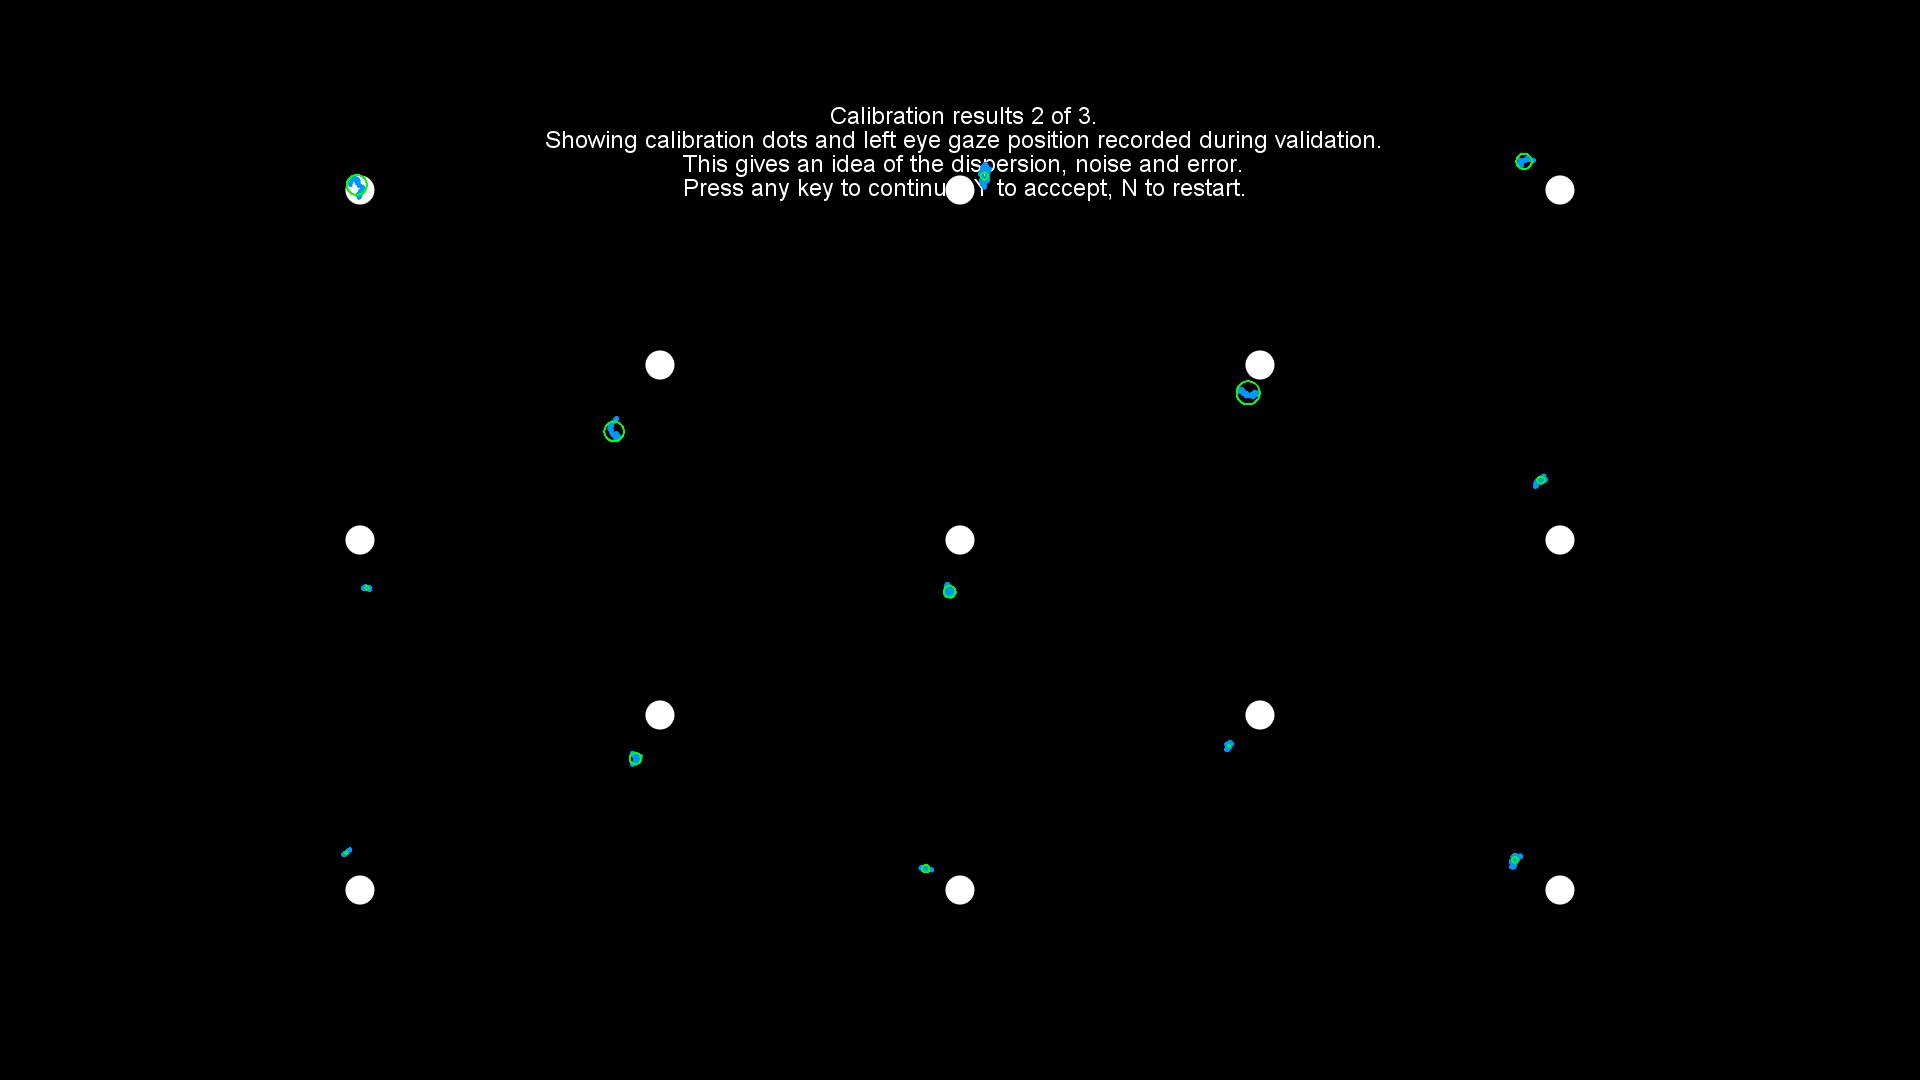 Calibration results 2 of 3.
Showing calibration dots and left eye gaze position recorded during validation.
This gives an idea of the dispersion, noise and error.
Press any key to continu Y to acccept, N to restart.